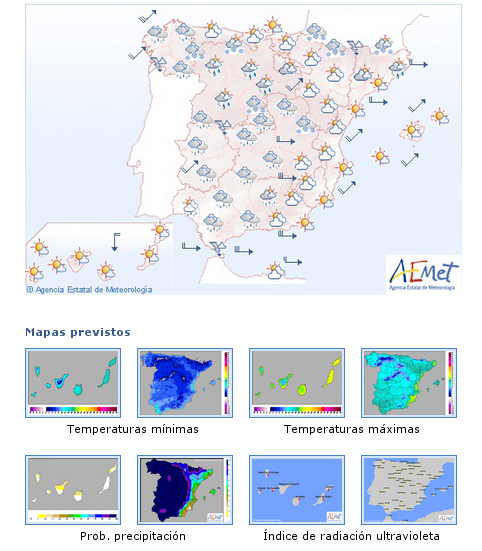 AEmet
Agencia Estatal de Meteorología
© Agencia Estatal de Meteorología
Mapas previstos
Temperaturas mínimas
Temperaturas máximas
Prob. precipitación
Índice de radiación ultravioleta